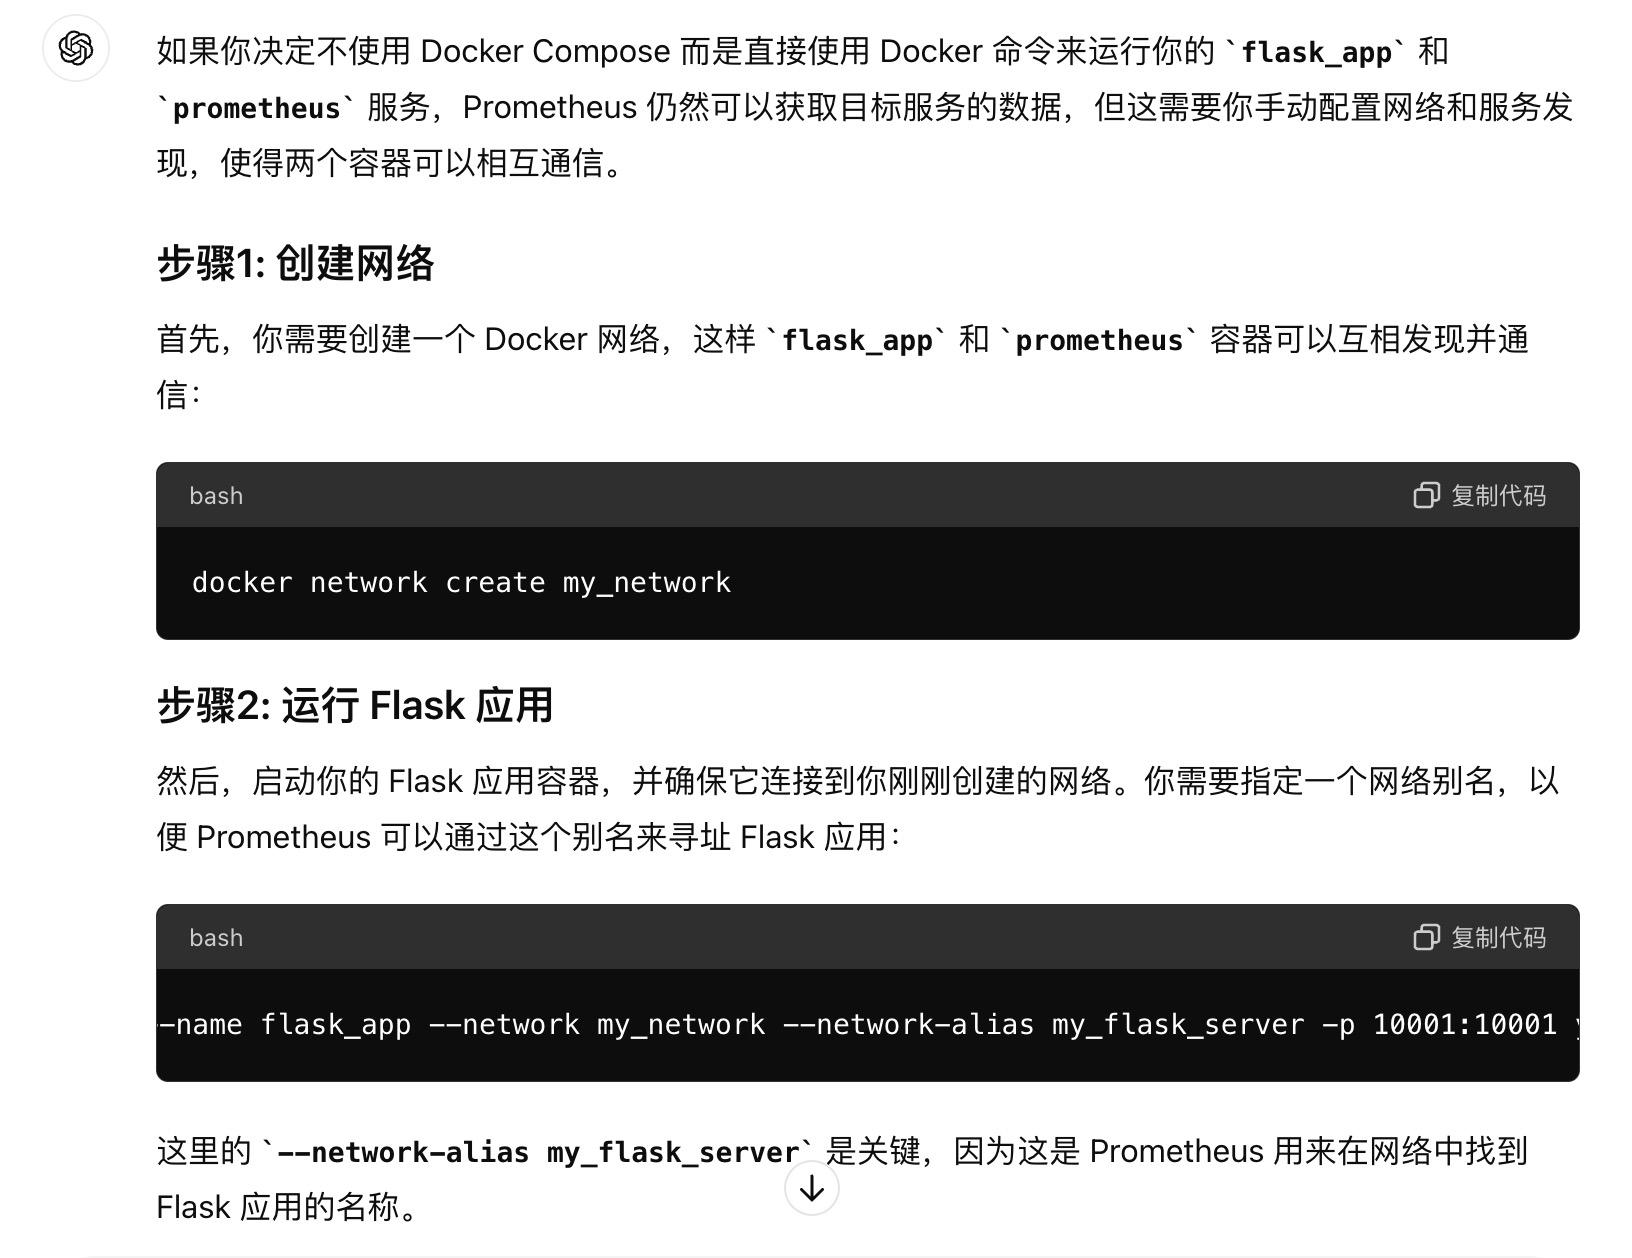 如果你决定不使用 Docker Compose 而是直接使用 Docker 命令来运行你的 `flask_app` 和
`prometheus` 服务，Prometheus 仍然可以获取目标服务的数据，但这需要你手动配置网络和服务发
现，使得两个容器可以相互通信。
步骤1: 创建网络
首先，你需要创建一个 Docker 网络，这样 `flask_app` 和 `prometheus` 容器可以互相发现并通
信：
bash
复制代码
docker network create my_network
步骤2: 运行 Flask 应用
然后，启动你的 Flask 应用容器，并确保它连接到你刚刚创建的网络。你需要指定一个网络别名，以
便 Prometheus 可以通过这个别名来寻址 Flask 应用：
bash
复制代码
--name flask_app --network my_network --network-alias my_flask_server -p 10001:10001
这里的 `--network-alias my_flask_server` 是关键，因为这是 Prometheus 用来在网络中找到
Flask 应用的名称。